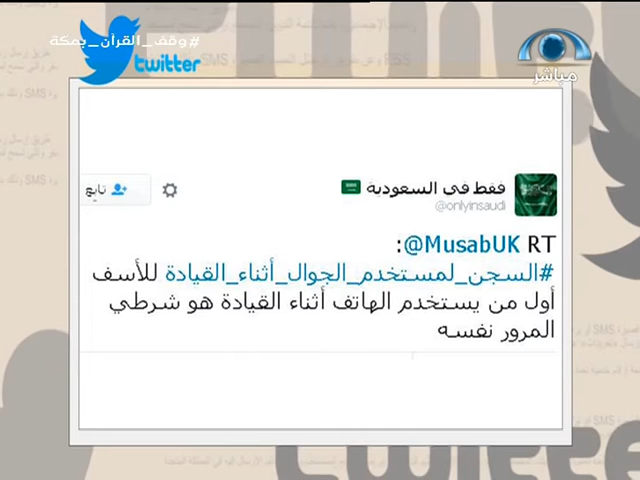 #وقف_القرآن_بمكة
twitter
مباشر
فقط في السعودية
@onlyinsaudi
تابع
RT @MusabUK:
#السجن_لمستخدم_الجوال_أثناء_القيادة للأسف
أول من يستخدم الهاتف أثناء القيادة هو شرطي
المرور نفسه